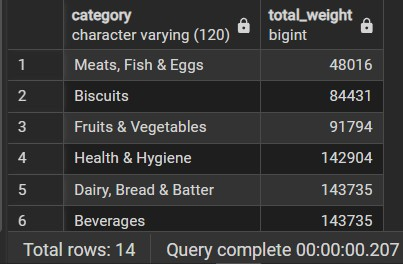 category total_weight
character varying (120) bigint
1 Meats, Fish & Eggs 48016
2 Biscuits 84431
3 Fruits & Vegetables 91794
4 Health & Hygiene 142904
5 Dairy, Bread & Batter 143735
6 Beverages 143735
Total rows: 14 Query complete 00:00:00.207